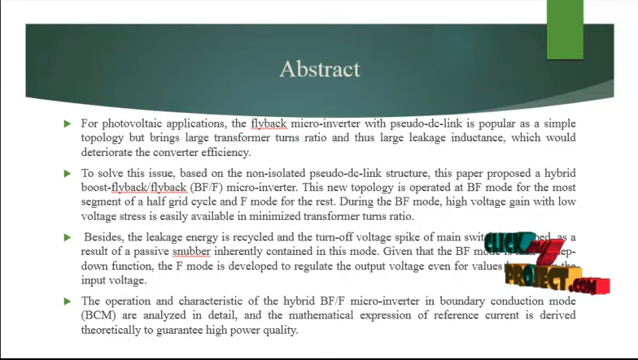 Abstract
For photovoltaic applications, the flyback micro-inverter with pseudo-dc-link is popular as a simple
topology but brings large transformer turns ratio and thus large leakage inductance, which would
deteriorate the converter efficiency.
To solve this issue, based on the non-isolated pseudo-dc-link structure, this paper proposed a hybrid
boost-flyback/flyback (BF/F) micro-inverter. This new topology is operated at BF mode for the most
segment of a half grid cycle and F mode for the rest. During the BF mode, high voltage gain with low
voltage stress is easily available in minimized transformer turns ratio.
Besides, the leakage energy is recycled and the turn-off voltage spike of main as a
result of a passive snubber inherently contained in this mode. Given that the BF step-
down function, the F mode is developed to regulate the output voltage even for values the
input voltage.
The operation and characteristic of the hybrid BF/F micro-inverter in boundary conduction mode
(BCM) are analyzed in detail, and the mathematical expression of reference current is derived
theoretically to guarantee high power quality.
CLICK
MY
PROJECT.COM